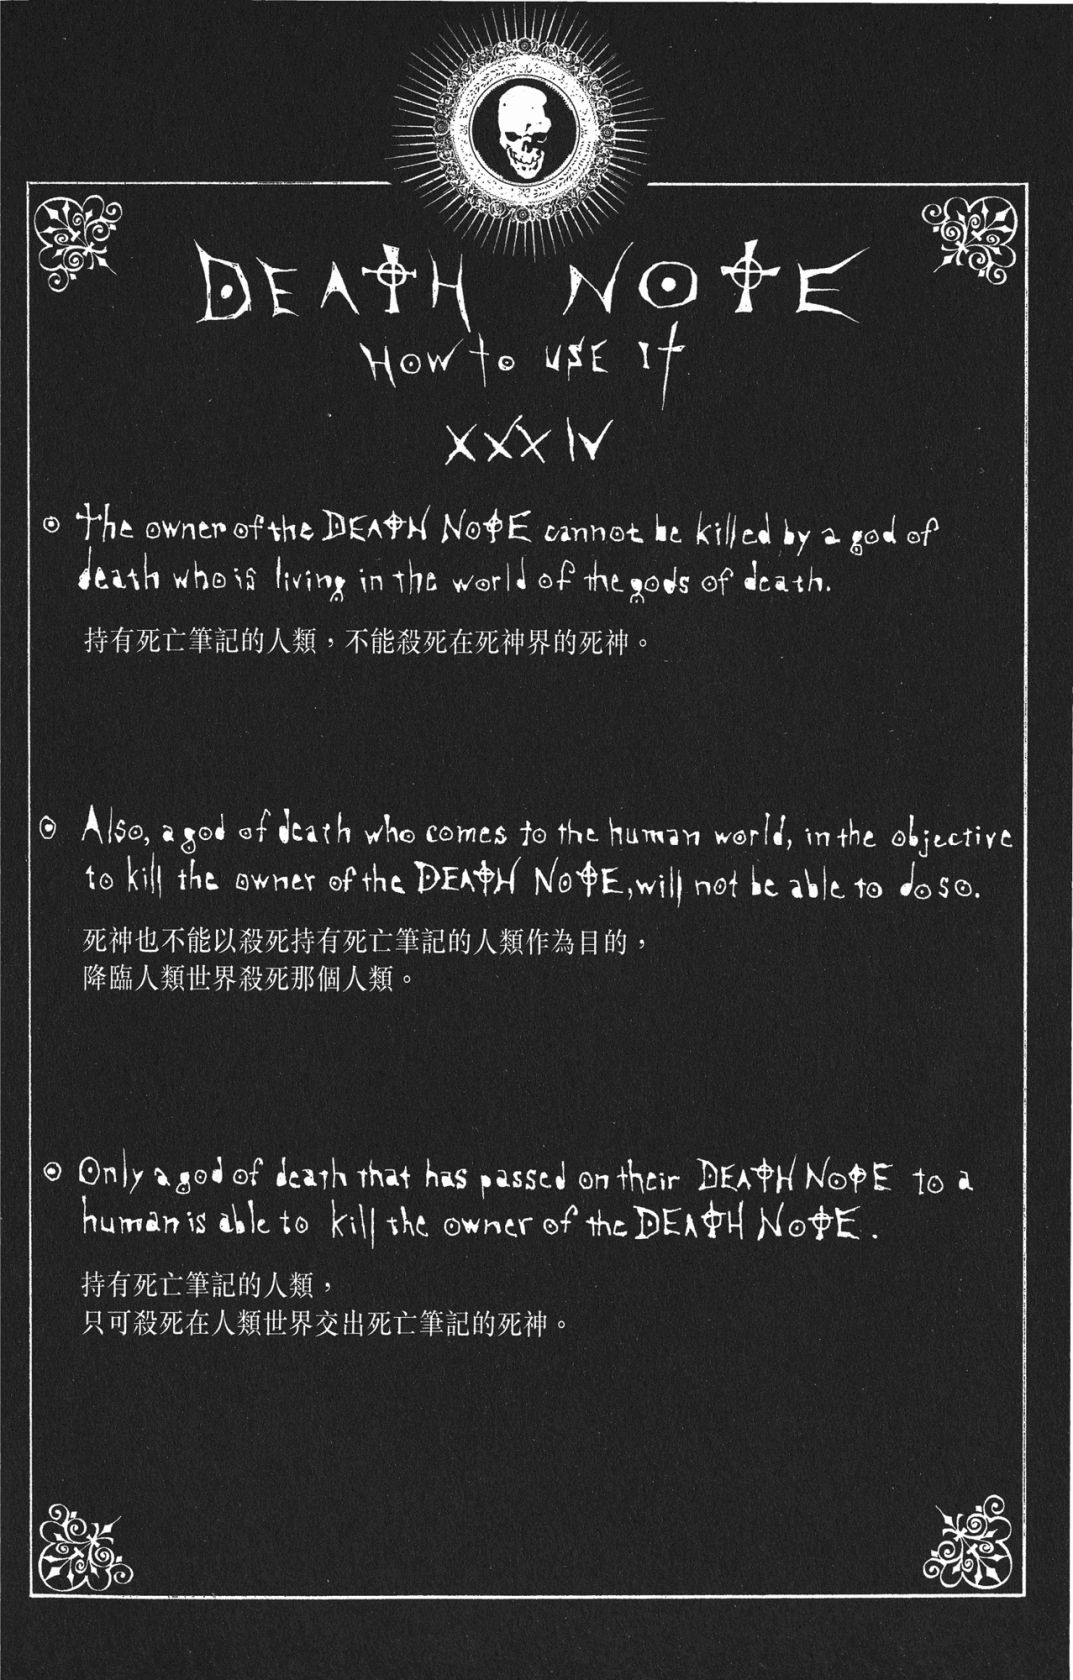 DEATH NOTE
HOW to USE It
XXXIV
The owner of the DEATH NOTE cannot be killed by a god of
death who is living in the world of the gods of death.
持有死亡筆記的人類，不能殺死在死神界的死神。
Also, a god of death who comes to the human world, in the objective
to kill the owner of the DEATH NOTE, will not be able to do so.
死神也不能以殺死持有死亡筆記的人類作為目的，
降臨人類世界殺死那個人類。
Only a god of death that has passed on their DEATH NOTE to a
human is able to kill the owner of the DEATH NOTE.
持有死亡筆記的人類，
只可殺死在人類世界交出死亡筆記的死神。